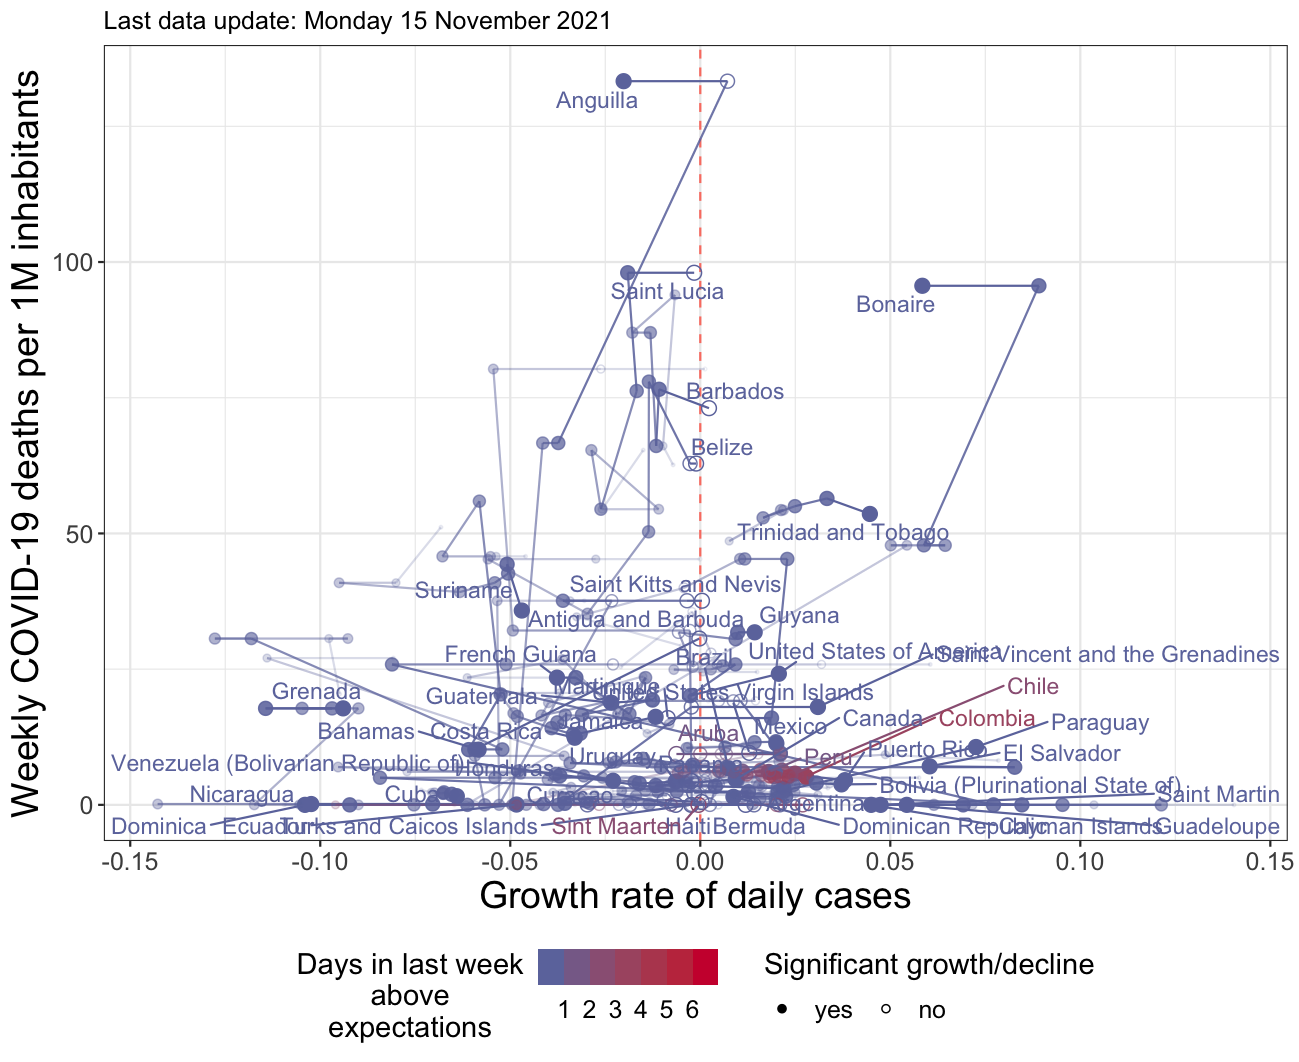 Last data update: Monday 15 November 2021
Weekly COVID-19 deaths per 1M inhabitants
Anguilla
100
Saint Lucia
Bonaire
Barbados
Belize
50
Trinidad and Tobago
Suriname
Saint Kitts and Nevis
Antigua and Barbuda
Guyana
French Guiana
Brazil
United States of America
Saint Vincent and the Grenadines
Grenada
Guatemala
Martinique
United States Virgin Islands
Chile
Bahamas
Costa Rica
Jamaica
Aruba
Mexico
Canada
Colombia
Paraguay
Venezuela (Bolivarian Republic of)
Honduras
Uruguay
Panama
Peru
Puerto Rico
El Salvador
Nicaragua
Cuba
Curacao
Argentina
Bolivia (Plurinational State of)
Saint Martin
0
Dominica
Ecuador
Turks and Caicos Islands
Sint Maarten
Haiti
Bermuda
Dominican Republic
Cayman Islands
Guadeloupe
-0.15
-0.10
-0.05
0.00
0.05
0.10
0.15
Growth rate of daily cases
Days in last week
above
expectations
1 2 3 4 5 6
Significant growth/decline
yes
no